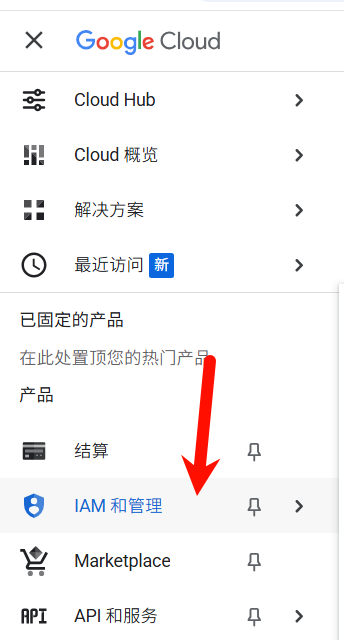 Google Cloud
Cloud Hub
Cloud 概览
解决方案
最近访问 新
已固定的产品
在此处置顶您的热门产品
产品
结算
IAM 和管理
Marketplace
API API 和服务